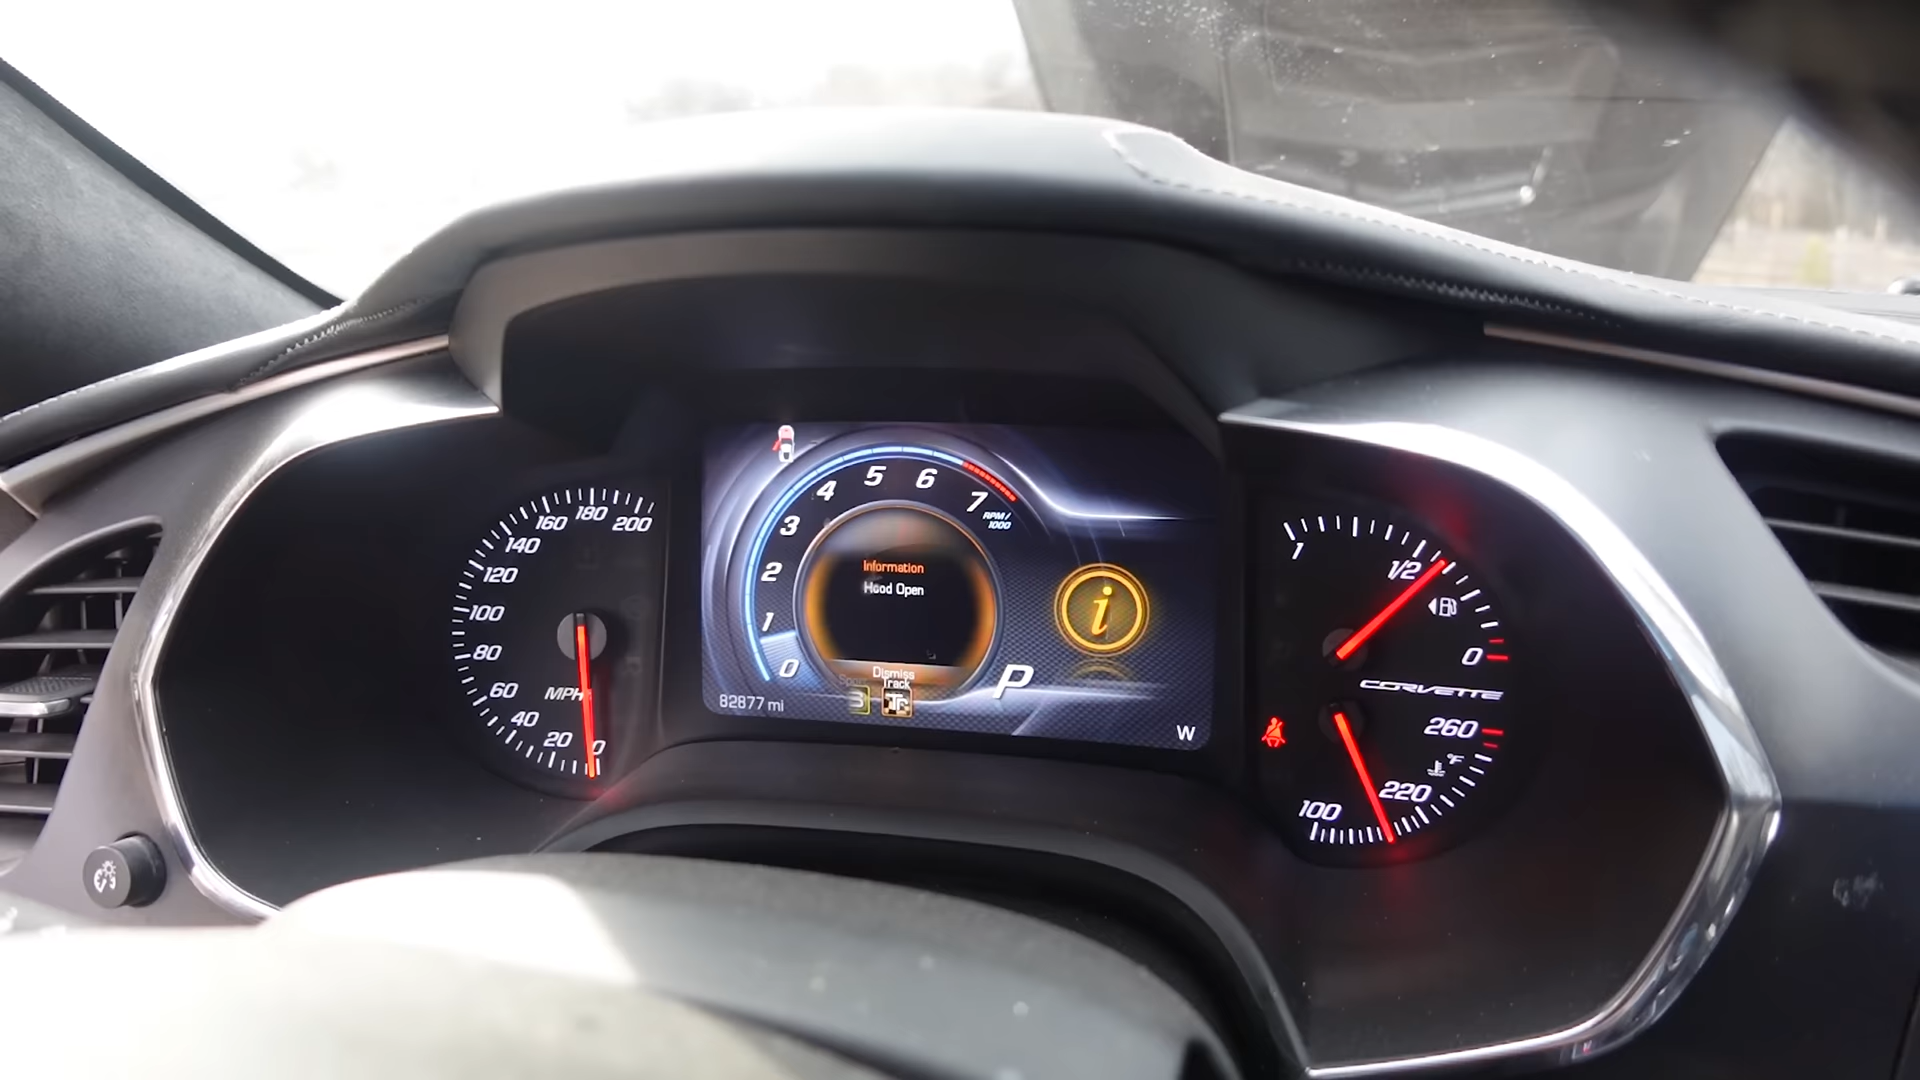 160 180 200
140
120
100
80
60
MPH
40
20
0
4 5 6
3
7
RPM/
1000
2
1
0
Information
Hood Open
Dismiss
Track
P
82877 mi
W
i
1
1/2
0
CORVETTE
260
°F
220
100